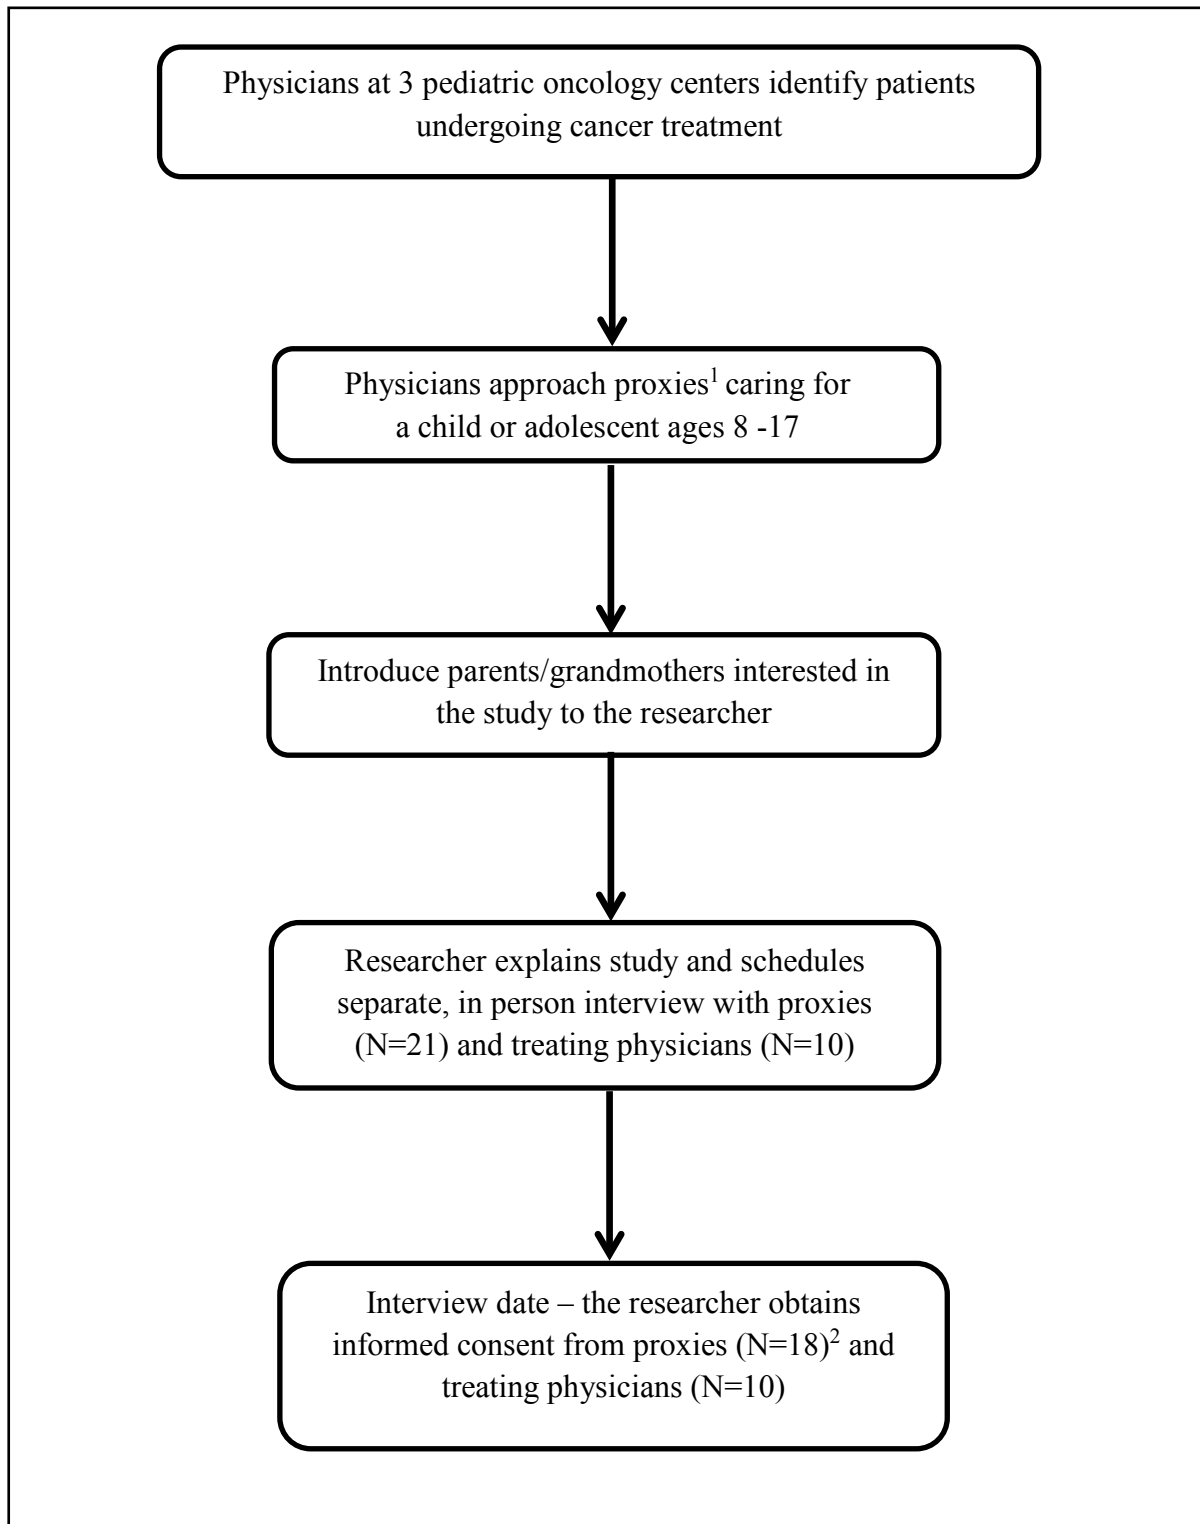 Physicians at 3 pediatric oncology centers identify patients
undergoing cancer treatment
Physicians approach proxies¹ caring for
a child or adolescent ages 8 -17
Introduce parents/grandmothers interested in
the study to the researcher
Researcher explains study and schedules
separate, in person interview with proxies
(N=21) and treating physicians (N=10)
Interview date – the researcher obtains
informed consent from proxies (N=18)² and
treating physicians (N=10)